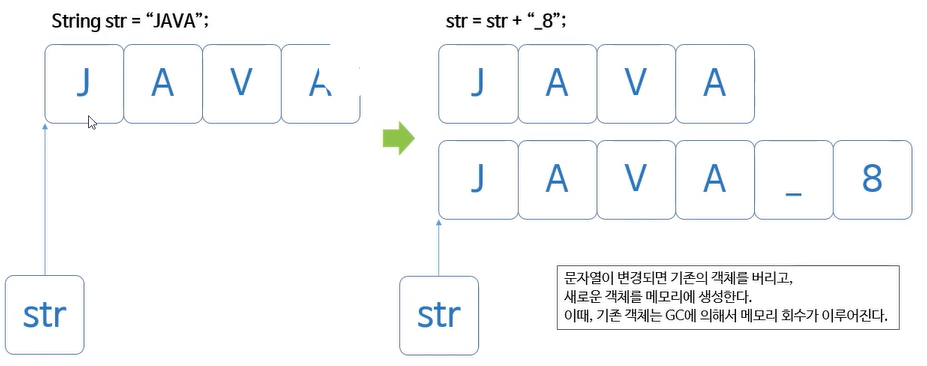 String str = “JAVA”;
J A V A
str
str = str + “_8”;
J A V A
J A V A _ 8
str
문자열이 변경되면 기존의 객체를 버리고,
새로운 객체를 메모리에 생성한다.
이때, 기존 객체는 GC에 의해서 메모리 회수가 이루어진다.